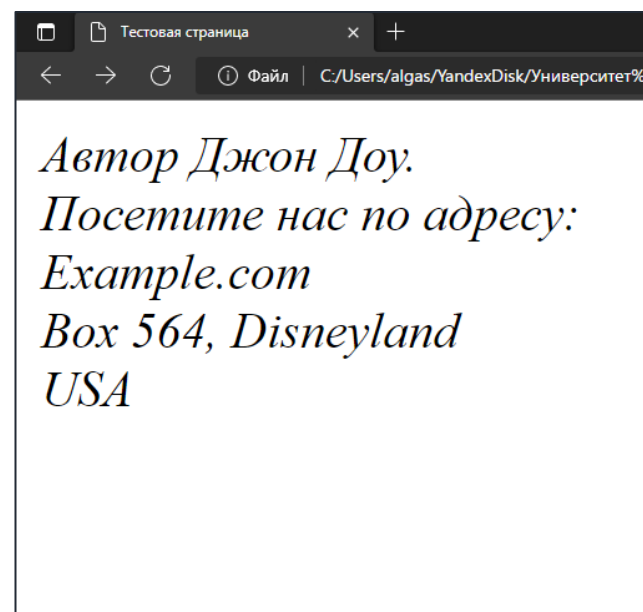 Тестовая страница
Файл C:/Users/algas/YandexDisk/Университет%
Автор Джон Доу.
Посетите нас по адресу:
Example.com
Box 564, Disneyland
USA